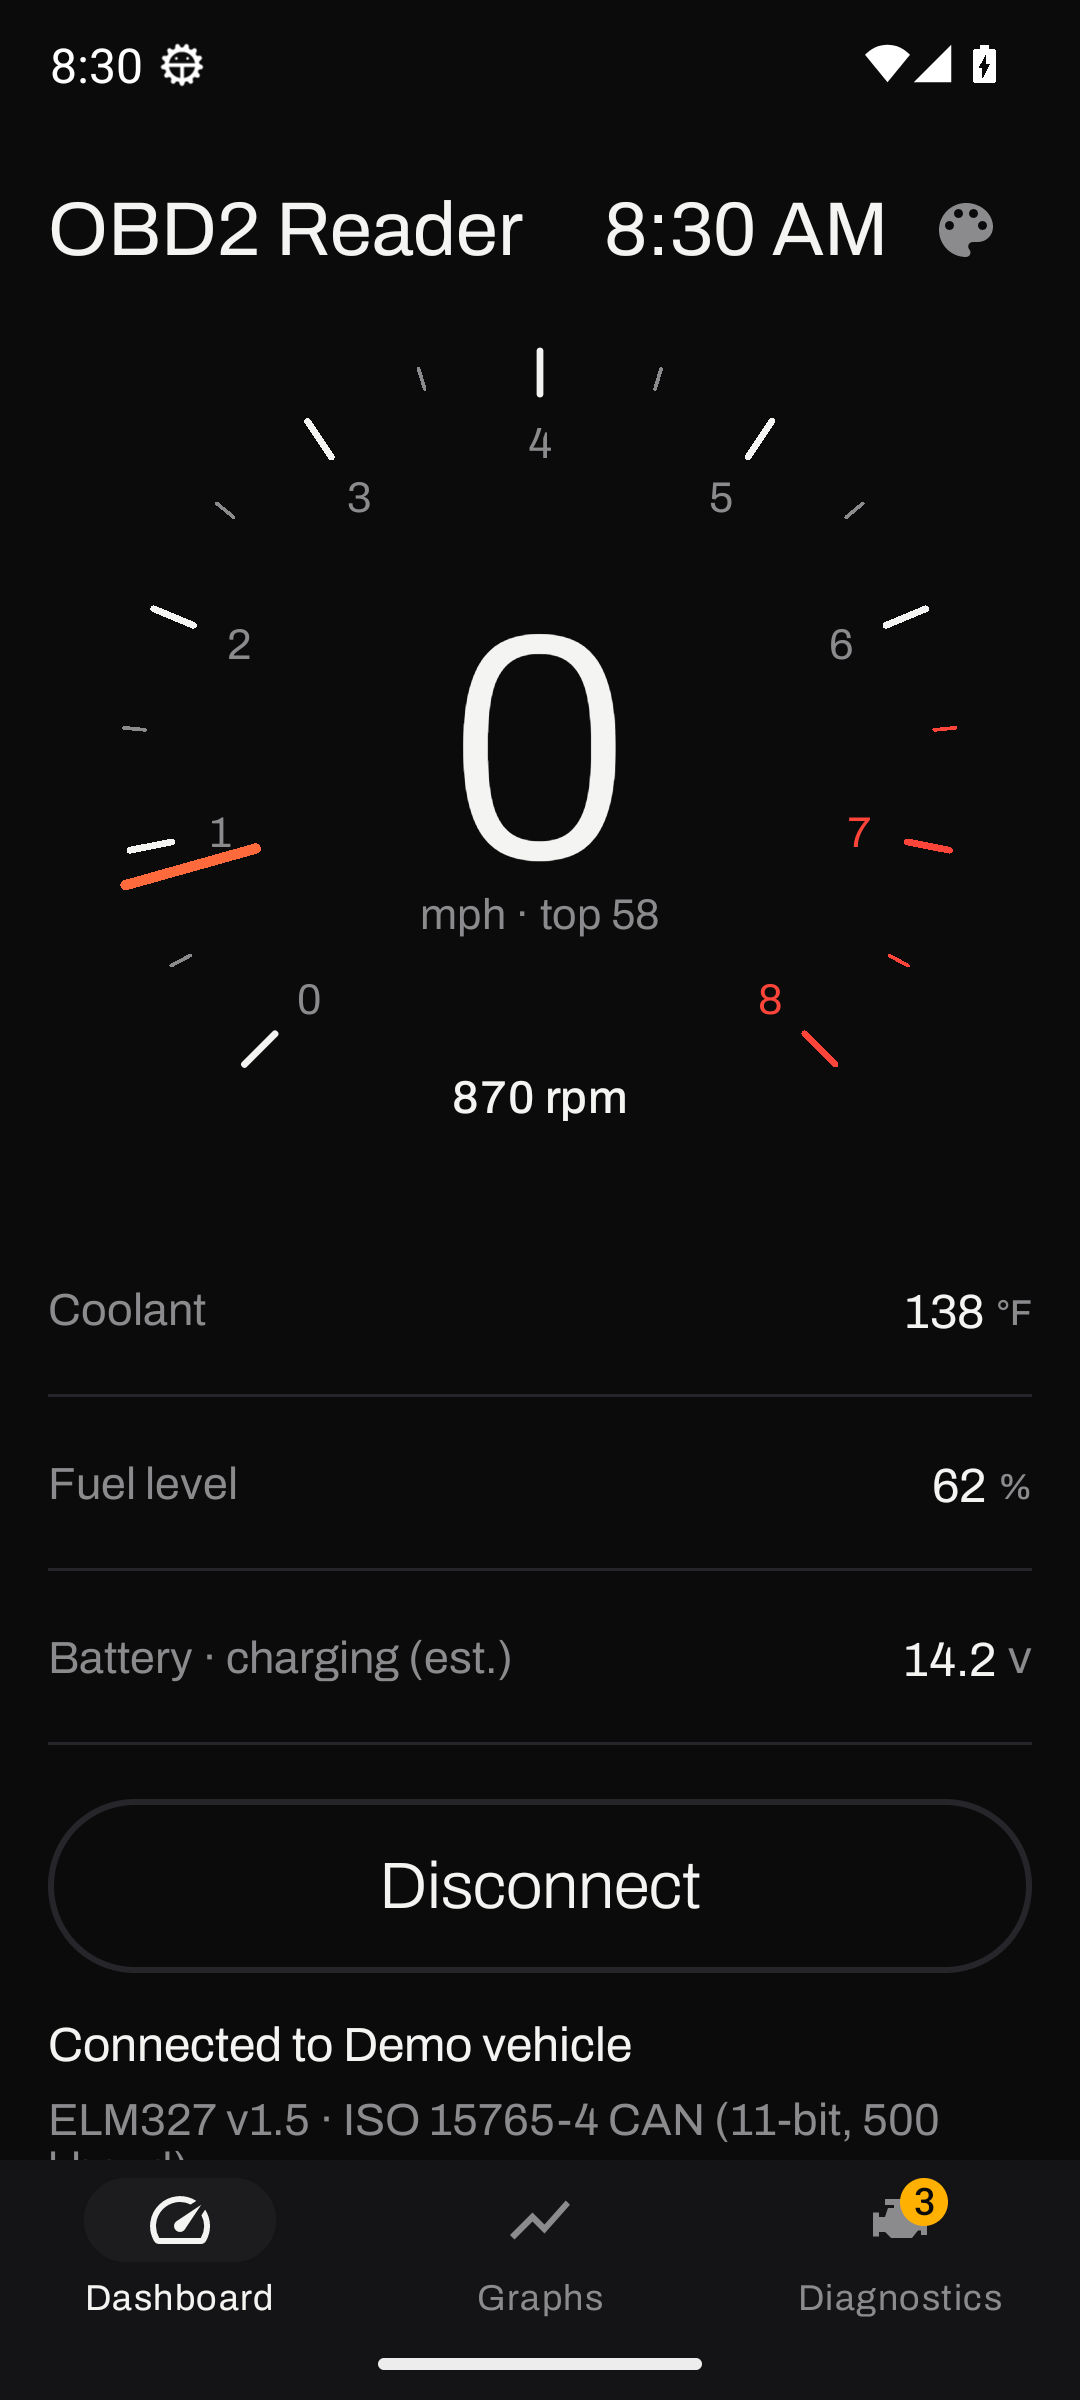 8:30
OBD2 Reader 8:30 AM
4
3 5
2 6
0
1 7
mph · top 58
0 8
870 rpm
Coolant 138 °F
Fuel level 62 %
Battery · charging (est.) 14.2 V
Disconnect
Connected to Demo vehicle
ELM327 v1.5 · ISO 15765-4 CAN (11-bit, 500
3
Dashboard Graphs Diagnostics